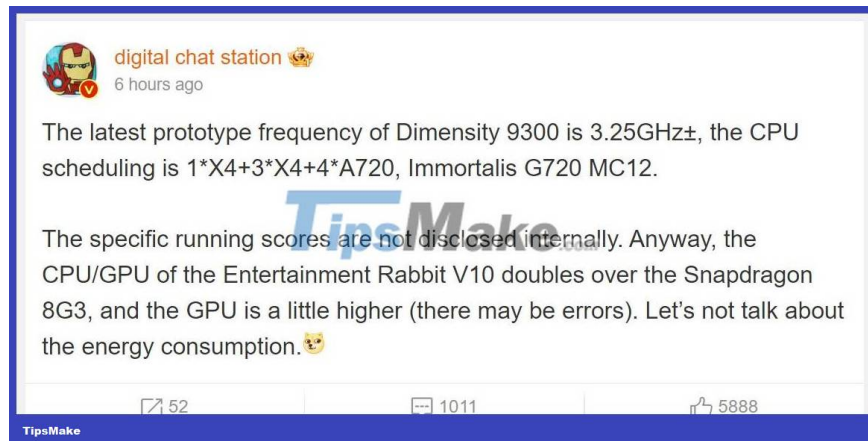 digital chat station
6 hours ago
The latest prototype frequency of Dimensity 9300 is 3.25GHz±, the CPU
scheduling is 1*X4+3*X4+4*A720, Immortalis G720 MC12.
TipsMake.com
The specific running scores are not disclosed internally. Anyway, the
CPU/GPU of the Entertainment Rabbit V10 doubles over the Snapdragon
8G3, and the GPU is a little higher (there may be errors). Let’s not talk about
the energy consumption.
52 1011 5888
TipsMake